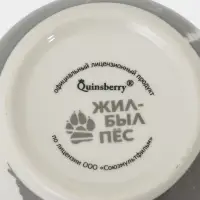 официальный лицензионный продукт
Quinsberry®
ЖИЛ-
БЫЛ
ПЁС
по лицензии ООО «Союзмультфильм»